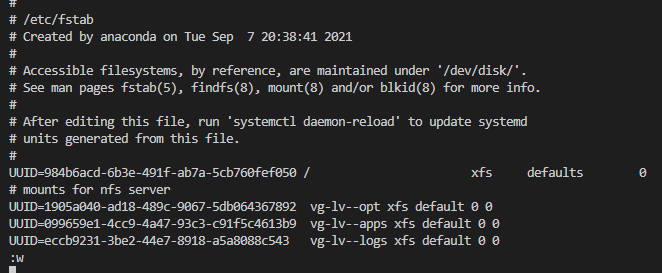 #
# /etc/fstab
# Created by anaconda on Tue Sep  7 20:38:41 2021
#
# Accessible filesystems, by reference, are maintained under '/dev/disk/'.
# See man pages fstab(5), findfs(8), mount(8) and/or blkid(8) for more info.
#
# After editing this file, run 'systemctl daemon-reload' to update systemd
# units generated from this file.
#
UUID=984b6acd-6b3e-491f-ab7a-5cb760fef050 /                       xfs     defaults        0
# mounts for nfs server
UUID=1905a040-ad18-489c-9067-5db064367892  vg-lv--opt xfs default 0 0
UUID=099659e1-4cc9-4a47-93c3-c91f5c4613b9  vg-lv--apps xfs default 0 0
UUID=eccb9231-3be2-44e7-8918-a5a8088c543   vg-lv--logs xfs default 0 0
:w